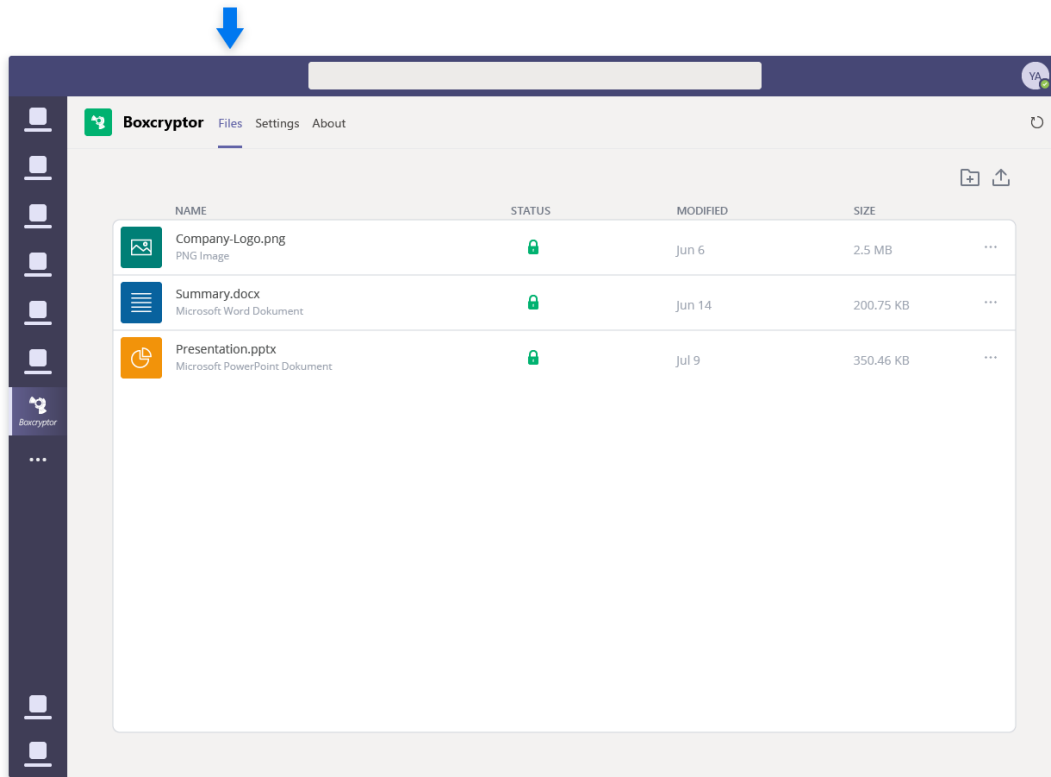 YA
Boxcryptor Files Settings About
NAME STATUS MODIFIED SIZE
Company-Logo.png
PNG Image
Jun 6 2.5 MB ...
Summary.docx
Microsoft Word Dokument
Jun 14 200.75 KB ...
Presentation.pptx
Microsoft PowerPoint Dokument
Jul 9 350.46 KB ...
Boxcryptor
...